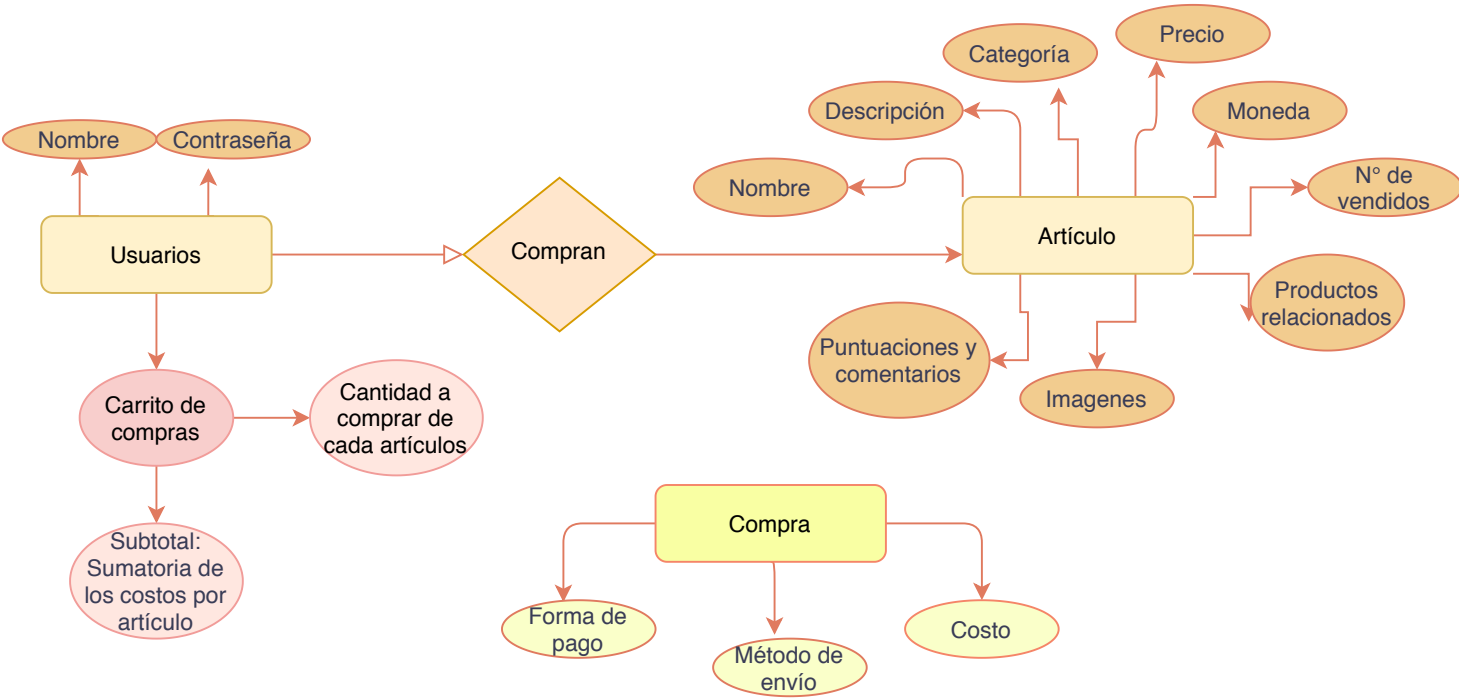 Precio
Categoría
Descripción
Moneda
Nombre
Contraseña
Nombre
N° de
vendidos
Usuarios
Compran
Artículo
Productos
relacionados
Puntuaciones y
comentarios
Imagenes
Carrito de
compras
Cantidad a
comprar de
cada artículos
Compra
Subtotal:
Sumatoria de
los costos por
artículo
Forma de
pago
Método de
envío
Costo